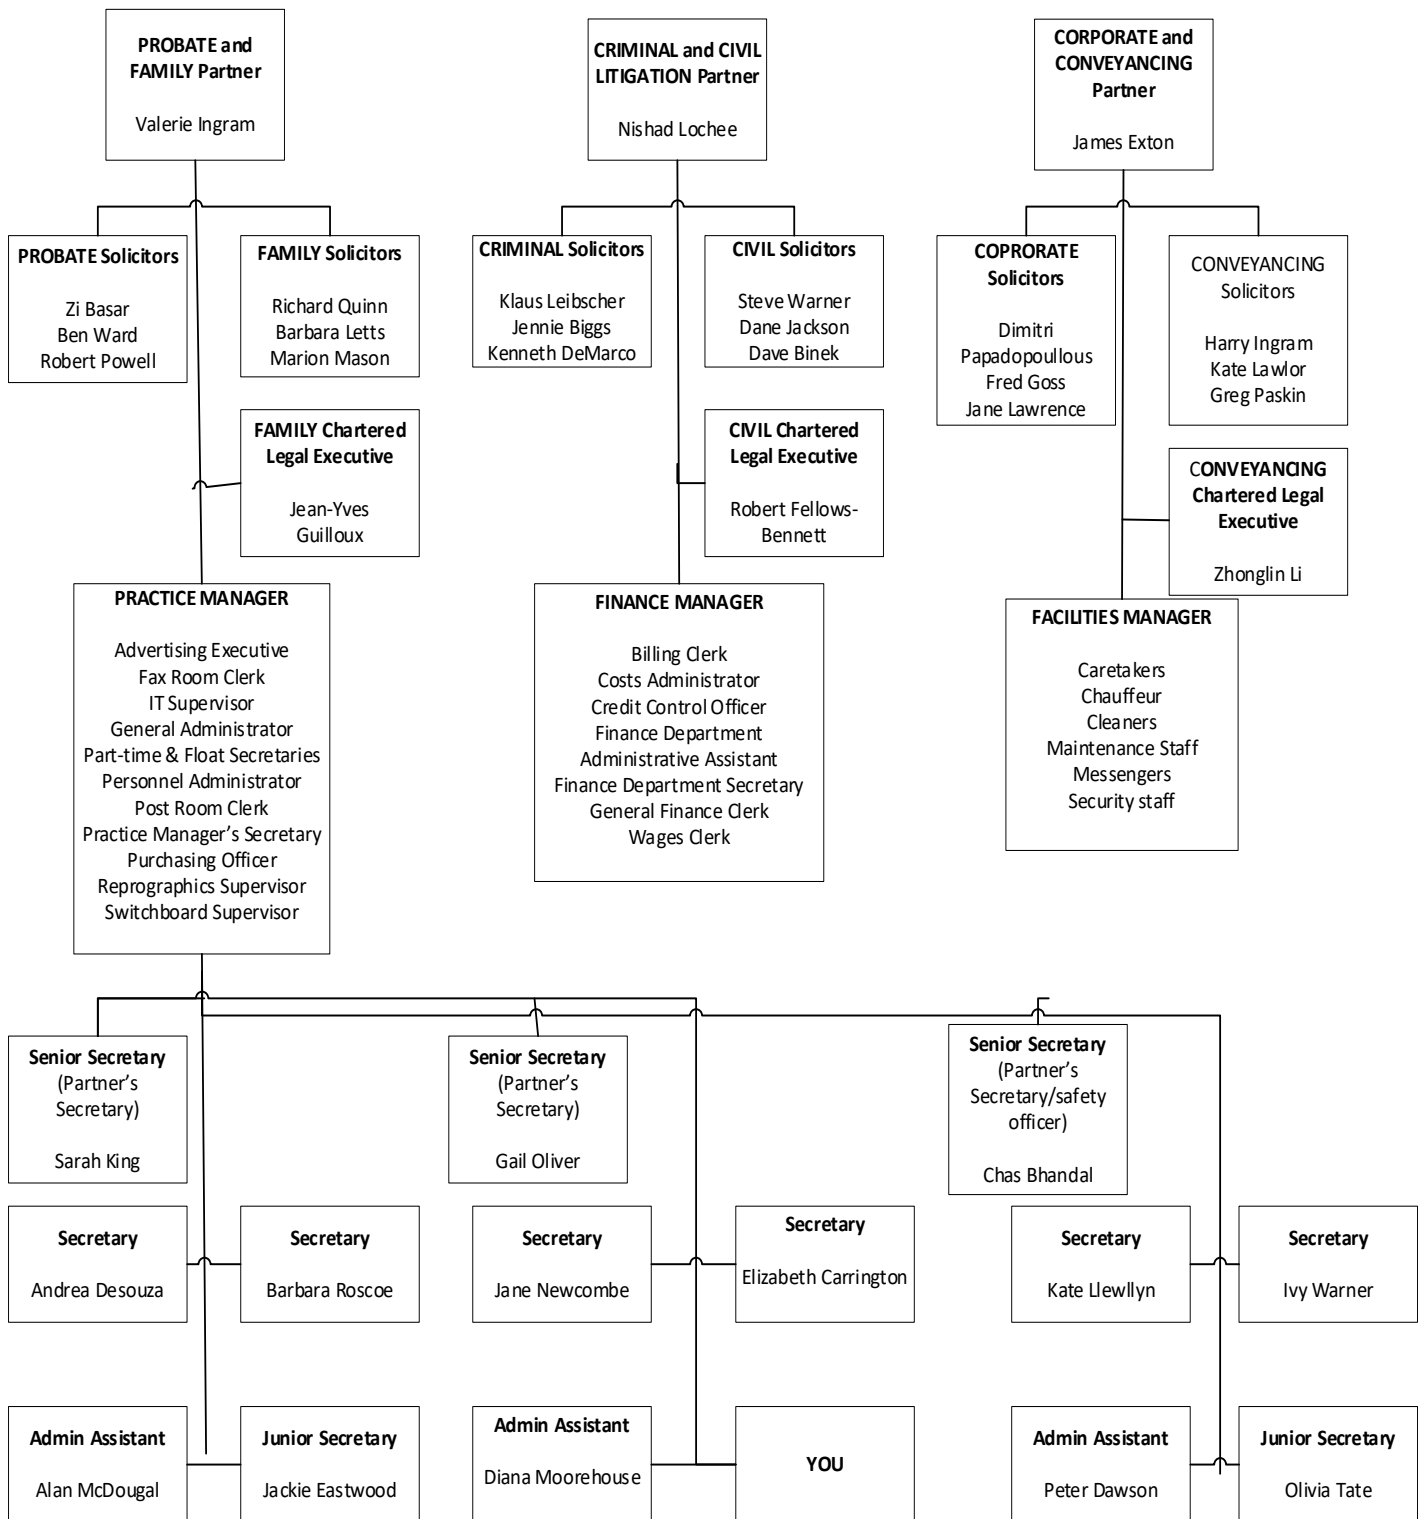 PROBATE and
FAMILY Partner
Valerie Ingram
CRIMINAL and CIVIL
LITIGATION Partner
Nishad Lochee
CORPORATE and
CONVEYANCING
Partner
James Exton
PROBATE Solicitors
Zi Basar
Ben Ward
Robert Powell
FAMILY Solicitors
Richard Quinn
Barbara Letts
Marion Mason
CRIMINAL Solicitors
Klaus Leibscher
Jennie Biggs
Kenneth DeMarco
CIVIL Solicitors
Steve Warner
Dane Jackson
Dave Binek
COPRORATE
Solicitors
Dimitri
Papadopoullous
Fred Goss
Jane Lawrence
CONVEYANCING
Solicitors
Harry Ingram
Kate Lawlor
Greg Paskin
FAMILY Chartered
Legal Executive
Jean-Yves
Guilloux
CIVIL Chartered
Legal Executive
Robert Fellows-
Bennett
CONVEYANCING
Chartered Legal
Executive
Zhonglin Li
PRACTICE MANAGER
Advertising Executive
Fax Room Clerk
IT Supervisor
General Administrator
Part-time & Float Secretaries
Personnel Administrator
Post Room Clerk
Practice Manager’s Secretary
Purchasing Officer
Reprographics Supervisor
Switchboard Supervisor
FINANCE MANAGER
Billing Clerk
Costs Administrator
Credit Control Officer
Finance Department
Administrative Assistant
Finance Department Secretary
General Finance Clerk
Wages Clerk
FACILITIES MANAGER
Caretakers
Chauffeur
Cleaners
Maintenance Staff
Messengers
Security staff
Senior Secretary
(Partner’s
Secretary)
Sarah King
Senior Secretary
(Partner’s
Secretary)
Gail Oliver
Senior Secretary
(Partner’s
Secretary/safety
officer)
Chas Bhandal
Secretary
Andrea Desouza
Secretary
Barbara Roscoe
Secretary
Jane Newcombe
Secretary
Elizabeth Carrington
Secretary
Kate Llewllyn
Secretary
Ivy Warner
Admin Assistant
Alan McDougal
Junior Secretary
Jackie Eastwood
Admin Assistant
Diana Moorehouse
YOU
Admin Assistant
Peter Dawson
Junior Secretary
Olivia Tate